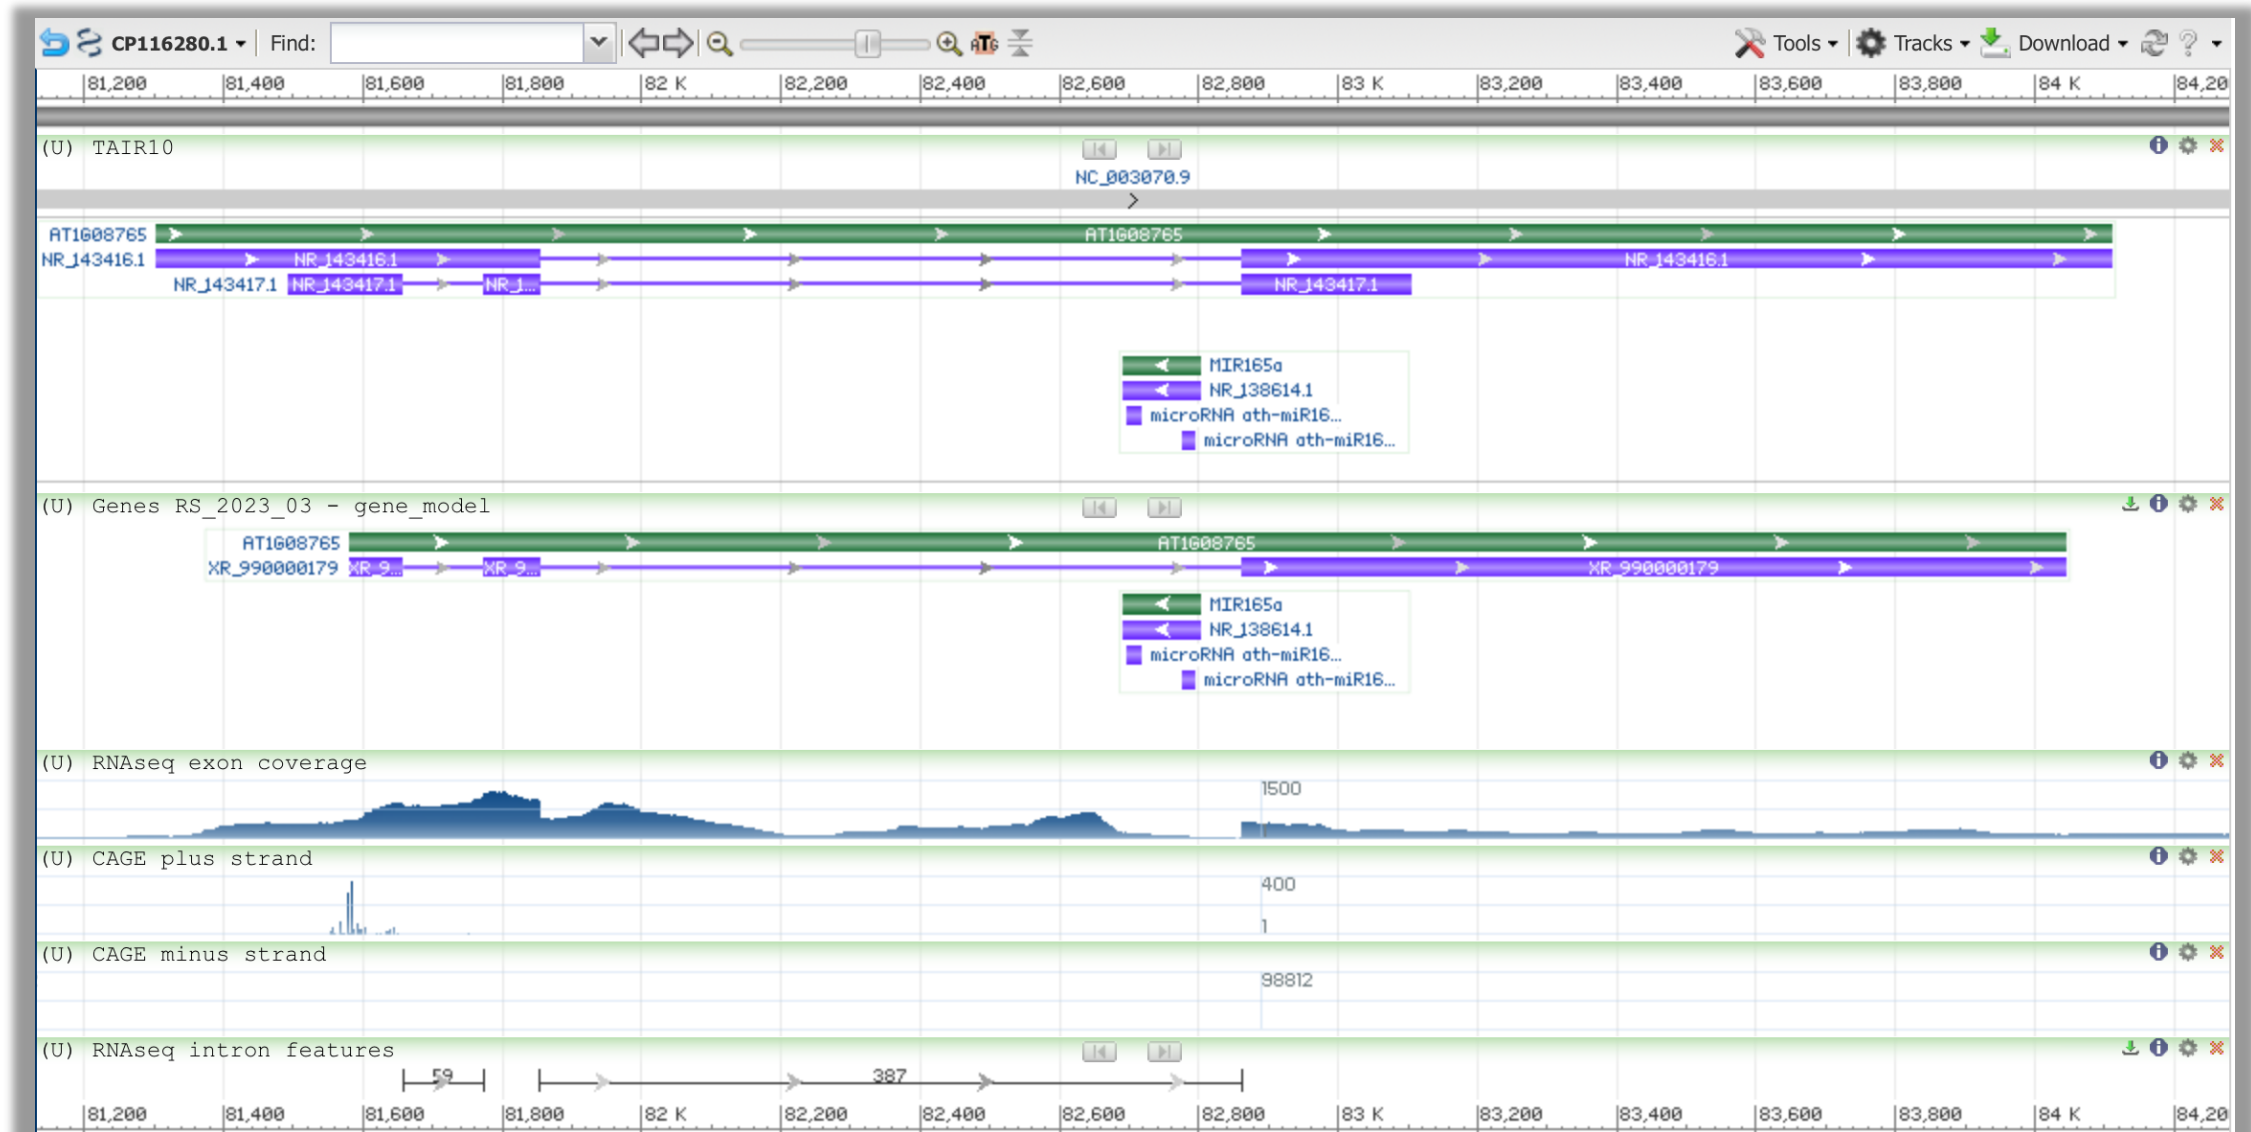 CP116280.1 Find: ATG Tools Tracks Download ?
81,200 81,400 81,600 81,800 82 K 82,200 82,400 82,600 82,800 83 K 83,200 83,400 83,600 83,800 84 K 84,20
(U) TAIR10
NC_003070.9
AT1G08765 AT1G08765
NR_143416.1 NR_143416.1 NR_143416.1
NR_143417.1 NR_143417.1 NR_1... NR_143417.1
MIR165a
NR_138614.1
microRNA ath-miR16...
microRNA ath-miR16...
(U) Genes RS_2023_03 - gene_model
AT1G08765 AT1G08765
XR_990000179 XR_9... XR_9... XR_990000179
MIR165a
NR_138614.1
microRNA ath-miR16...
microRNA ath-miR16...
(U) RNAseq exon coverage
1500
(U) CAGE plus strand
400
1
(U) CAGE minus strand
98812
(U) RNAseq intron features
59 387
81,200 81,400 81,600 81,800 82 K 82,200 82,400 82,600 82,800 83 K 83,200 83,400 83,600 83,800 84 K 84,20